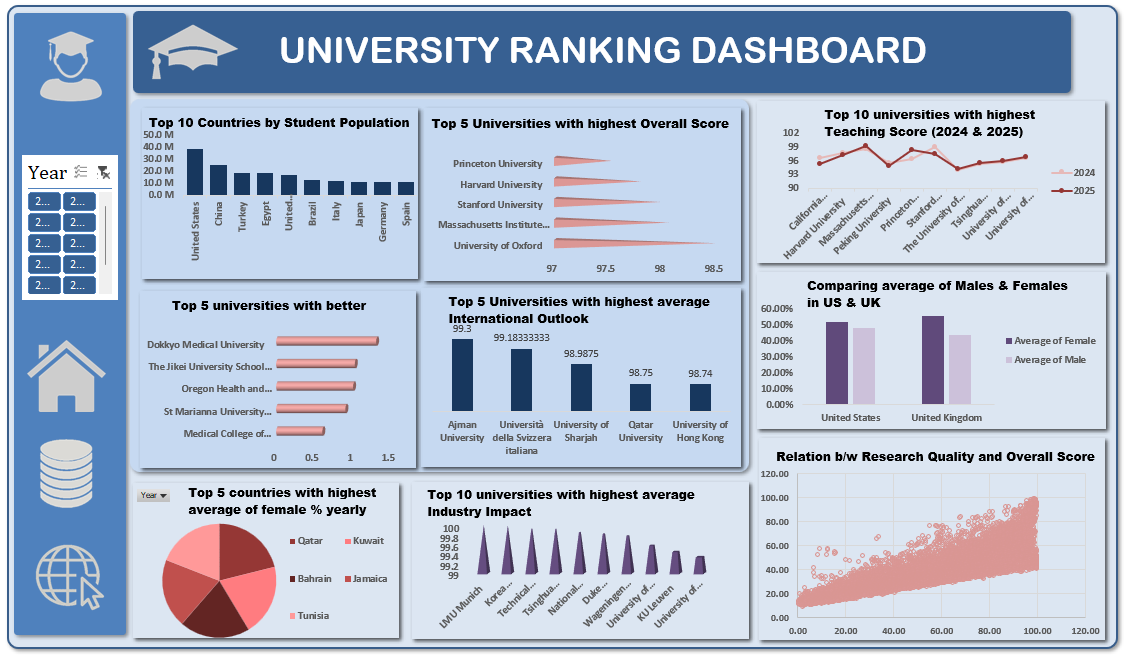 UNIVERSITY RANKING DASHBOARD
Year
2... 2...
2... 2...
2... 2...
2... 2...
2... 2...
Top 10 Countries by Student Population
50.0 M
40.0 M
30.0 M
20.0 M
10.0 M
0.0 M
United States
China
Turkey
Egypt
United...
Brazil
Italy
Japan
Germany
Spain
Top 5 Universities with highest Overall Score
Princeton University
Harvard University
Stanford University
Massachusetts Institute...
University of Oxford
97 97.5 98 98.5
Top 10 universities with highest
Teaching Score (2024 & 2025)
102
99
96
93
90
California...
Harvard University
Massachusetts...
Peking University
Princeton...
Stanford...
The University of...
Tsinghua...
University of...
University of...
2024
2025
Top 5 universities with better
Dokkyo Medical University
The Jikei University School...
Oregon Health and...
St Marianna University...
Medical College of...
0 0.5 1 1.5
Top 5 Universities with highest average
International Outlook
99.3
99.18333333
98.9875
98.75
98.74
Ajman
University
Università
della Svizzera
italiana
University of
Sharjah
Qatar
University
University of
Hong Kong
Comparing average of Males & Females
in US & UK
60.00%
50.00%
40.00%
30.00%
20.00%
10.00%
0.00%
United States
United Kingdom
Average of Female
Average of Male
Year
Top 5 countries with highest
average of female % yearly
Qatar
Kuwait
Bahrain
Jamaica
Tunisia
Top 10 universities with highest average
Industry Impact
100
99.8
99.6
99.4
99.2
99
LMU Munich
Korea...
Technical...
Tsinghua...
National...
Duke...
Wageningen...
University of...
KU Leuven
University of...
Relation b/w Research Quality and Overall Score
120.00
100.00
80.00
60.00
40.00
20.00
0.00
0.00 20.00 40.00 60.00 80.00 100.00 120.00